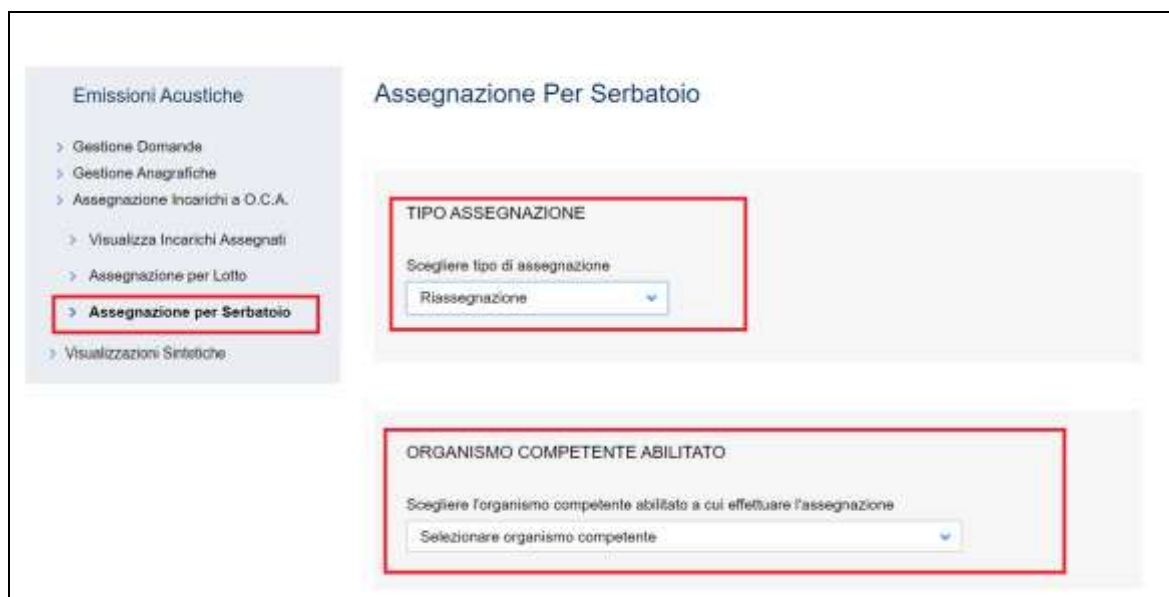 Emissioni Acustiche
Gestione Domande
Gestione Anagrafiche
Assegnazione Incarichi a O.C.A.
Visualizza Incarichi Assegnati
Assegnazione per Lotto
Assegnazione per Serbatoio
Visualizzazioni Sintetiche
Assegnazione Per Serbatoio
TIPO ASSEGNAZIONE
Scegliere tipo di assegnazione
Riassegnazione
ORGANISMO COMPETENTE ABILITATO
Scegliere l'organismo competente abilitato a cui effettuare l'assegnazione
Selezionare organismo competente